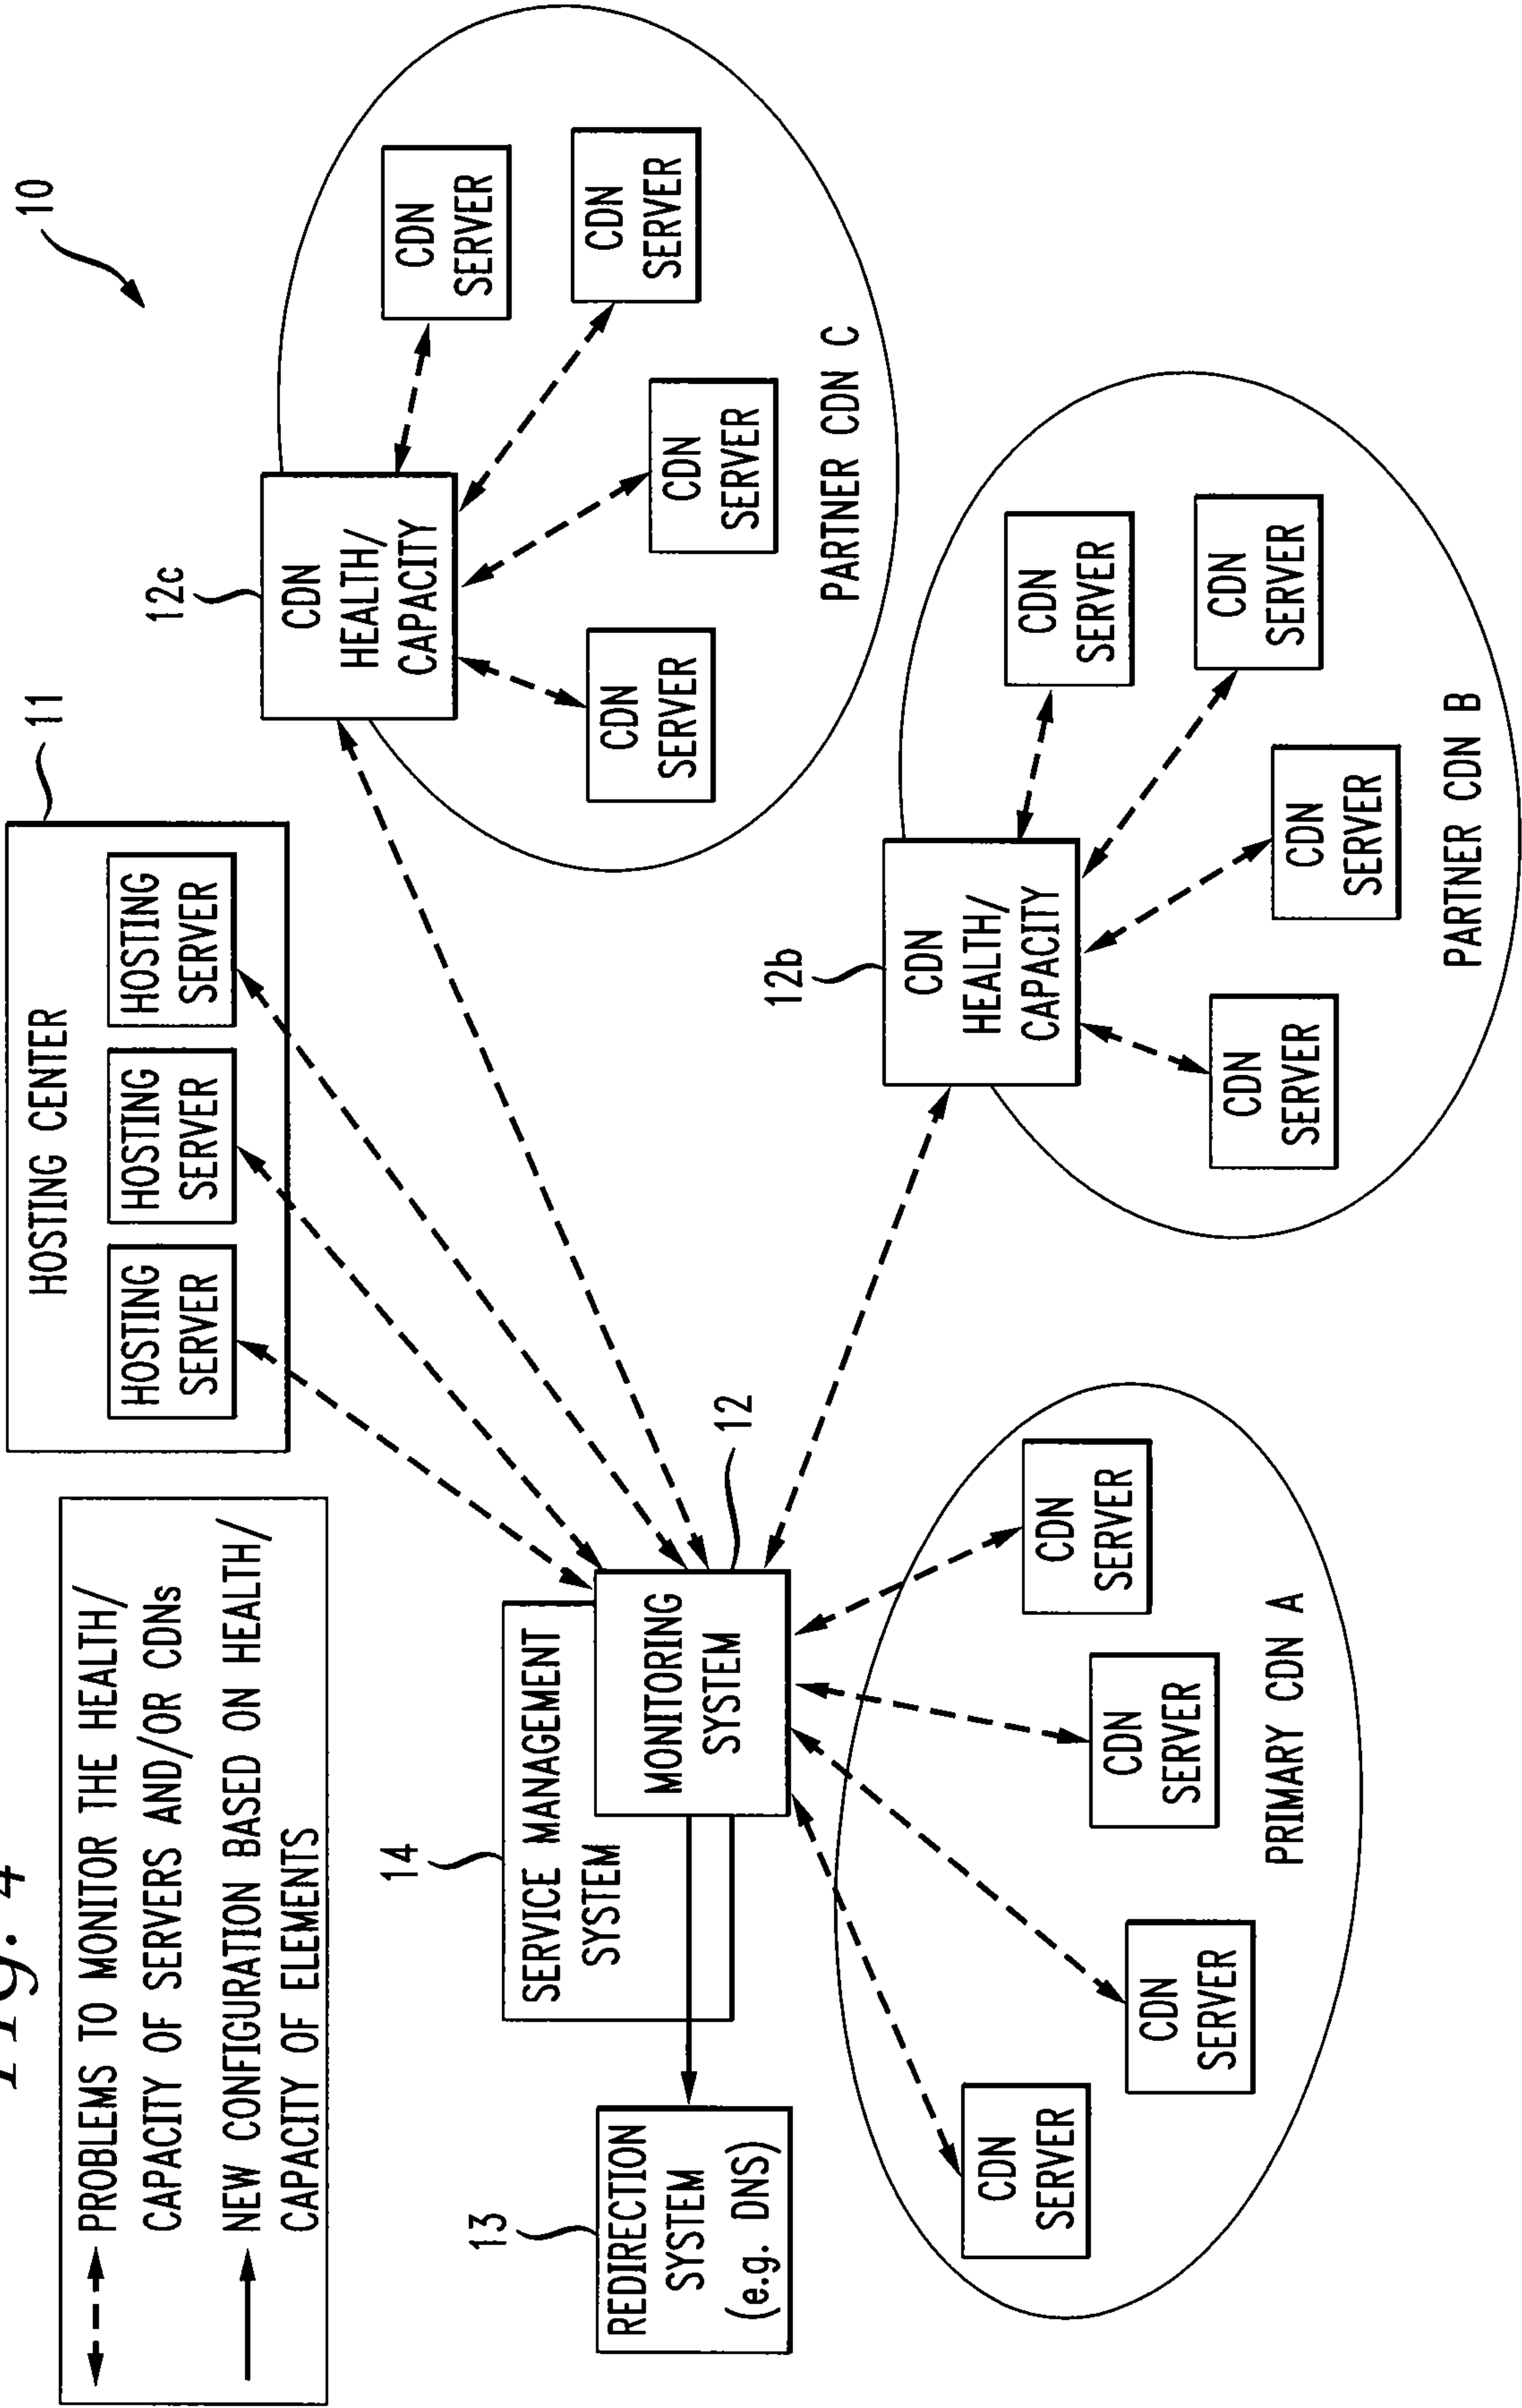 Fig. 4
PROBLEMS TO MONITOR THE HEALTH/
CAPACITY OF SERVERS AND/OR CDNs
NEW CONFIGURATION BASED ON HEALTH/
CAPACITY OF ELEMENTS
HOSTING CENTER
11
HOSTING
SERVER
HOSTING
SERVER
HOSTING
SERVER
10
12c
CDN
HEALTH/
CAPACITY
CDN
SERVER
CDN
SERVER
CDN
SERVER
CDN
SERVER
PARTNER CDN C
13
REDIRECTION
SYSTEM
(e.g. DNS)
14
SERVICE MANAGEMENT
SYSTEM
MONITORING
SYSTEM
12
12b
CDN
HEALTH/
CAPACITY
CDN
SERVER
CDN
SERVER
CDN
SERVER
CDN
SERVER
PARTNER CDN B
CDN
SERVER
CDN
SERVER
CDN
SERVER
CDN
SERVER
PRIMARY CDN A